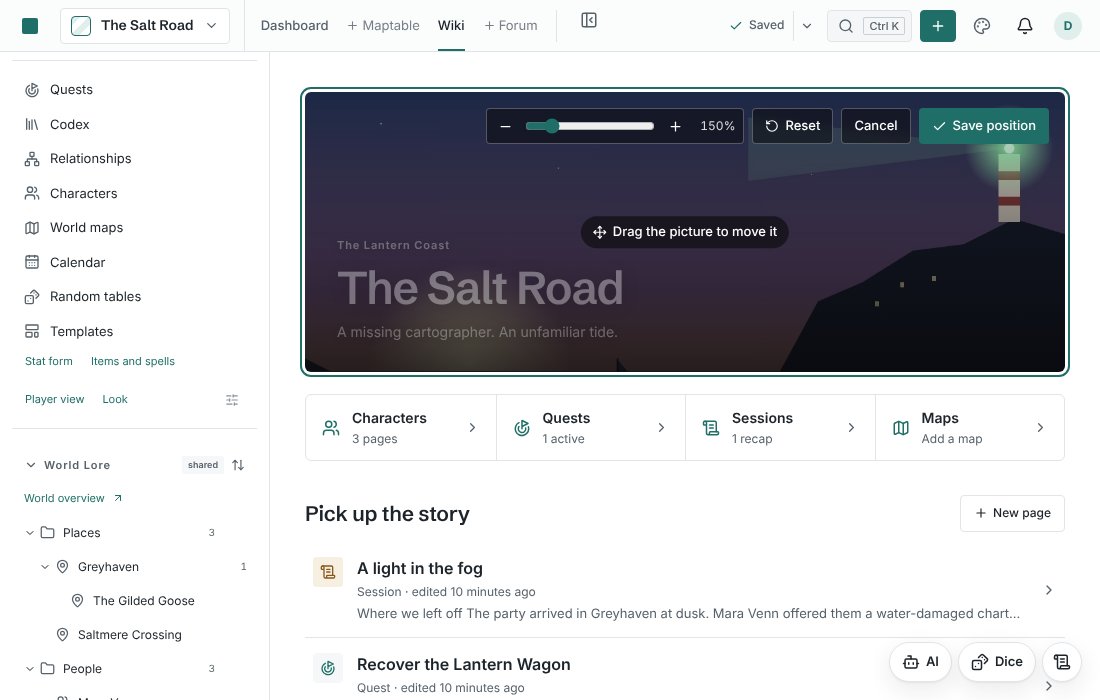 The Salt Road
Dashboard
+ Maptable
Wiki
+ Forum
Saved
Ctrl K
D
Quests
Codex
Relationships
Characters
World maps
Calendar
Random tables
Templates
Stat form Items and spells
Player view Look
World Lore shared
World overview
Places 3
Greyhaven 1
The Gilded Goose
Saltmere Crossing
People 3
150%
Reset
Cancel
Save position
Drag the picture to move it
The Lantern Coast
The Salt Road
A missing cartographer. An unfamiliar tide.
Characters
3 pages
Quests
1 active
Sessions
1 recap
Maps
Add a map
Pick up the story
+ New page
A light in the fog
Session · edited 10 minutes ago
Where we left off The party arrived in Greyhaven at dusk. Mara Venn offered them a water-damaged chart…
Recover the Lantern Wagon
Quest · edited 10 minutes ago
AI
Dice